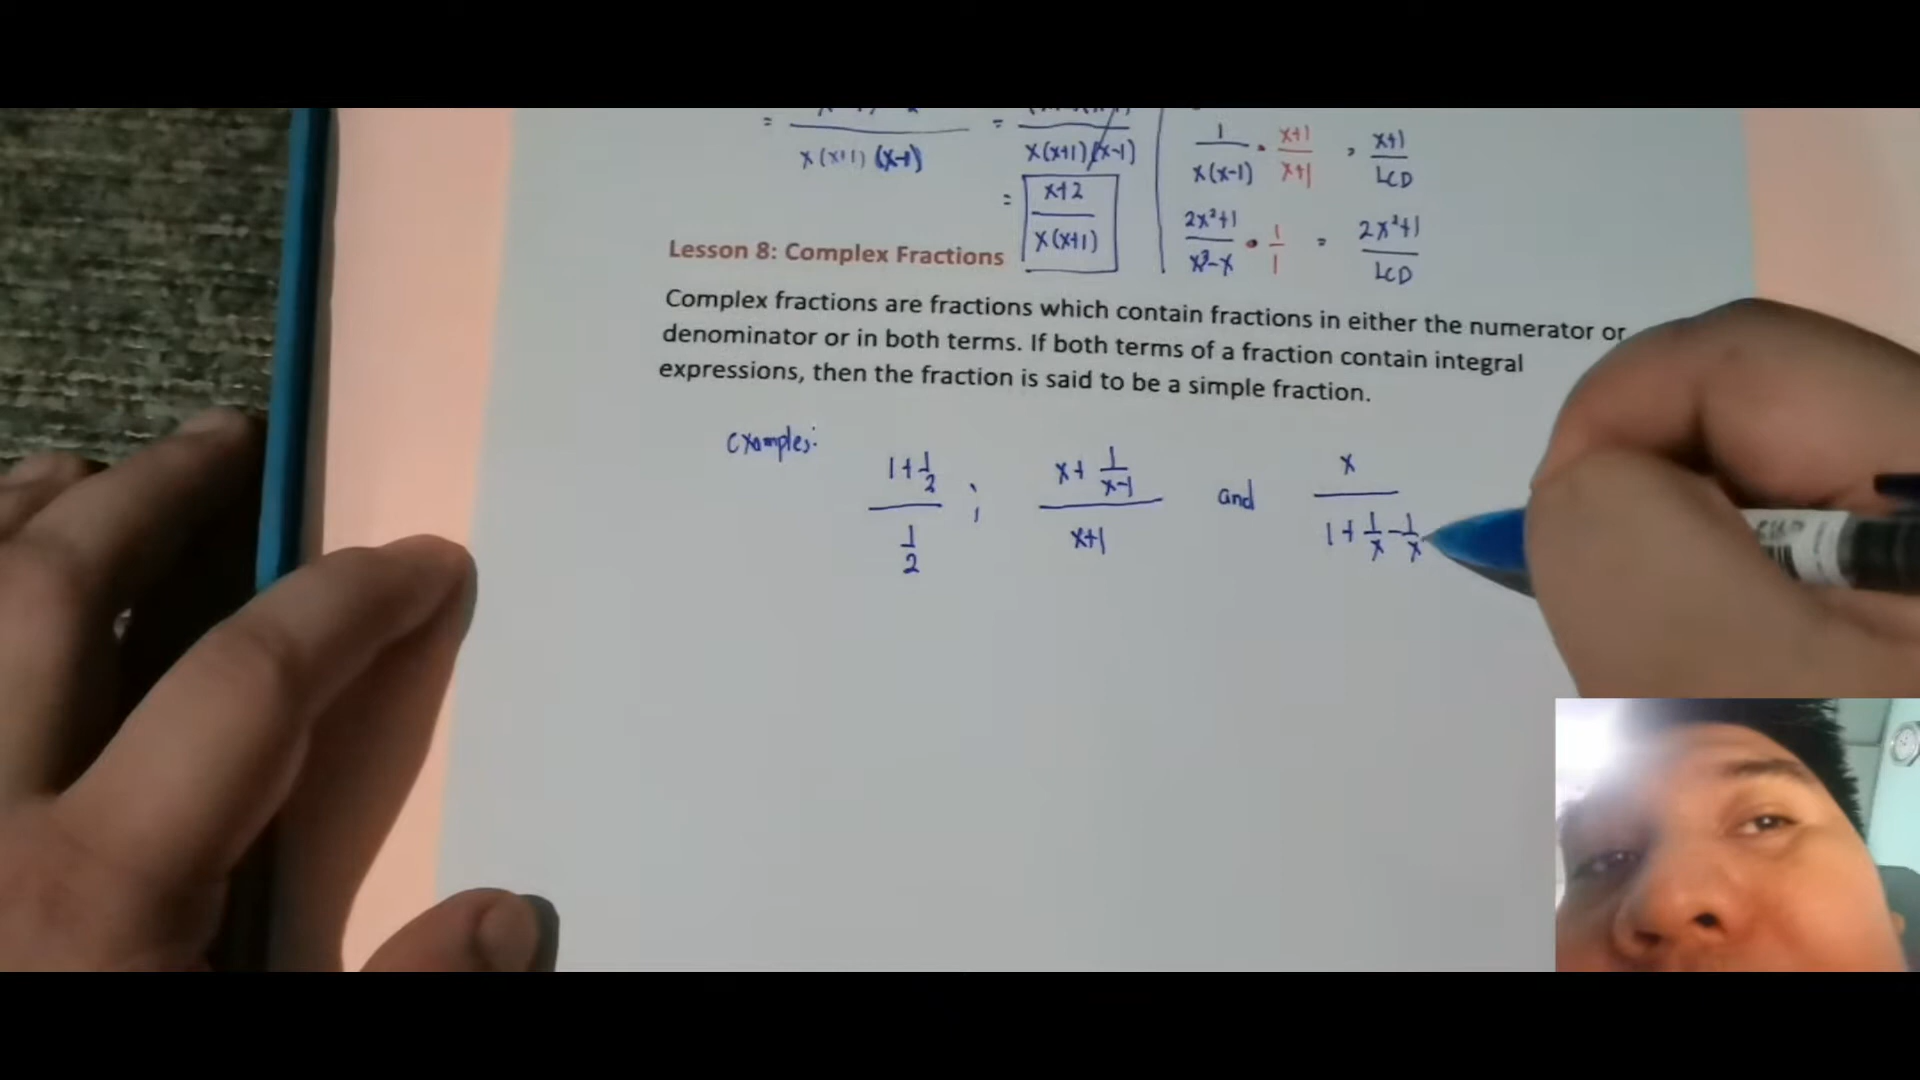 = x(x+1) (x-1) = x(x+1)(x-1)
= x+2 / x(x+1)
1 / x(x-1) • x+1 / x+1 , x+1 / LCD
2x²+1 / x³-x • 1 / 1 = 2x²+1 / LCD
Lesson 8: Complex Fractions
Complex fractions are fractions which contain fractions in either the numerator or
denominator or in both terms. If both terms of a fraction contain integral
expressions, then the fraction is said to be a simple fraction.
Examples:
1 + 1/2 / 1/2 ; x + 1/x-1 / x+1 and x / 1 + 1/x - 1/x